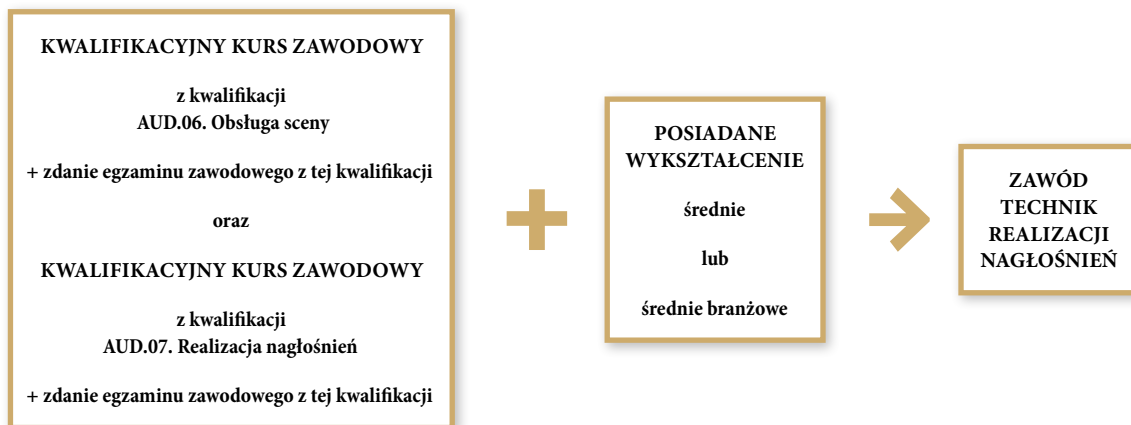 KWALIFIKACYJNY KURS ZAWODOWY
z kwalifikacji
AUD.06. Obsługa sceny
+ zdanie egzaminu zawodowego z tej kwalifikacji
oraz
KWALIFIKACYJNY KURS ZAWODOWY
z kwalifikacji
AUD.07. Realizacja nagłośnień
+ zdanie egzaminu zawodowego z tej kwalifikacji
POSIADANE
WYKSZTAŁCENIE
średnie
lub
średnie branżowe
ZAWÓD
TECHNIK
REALIZACJI
NAGŁOŚNIEŃ